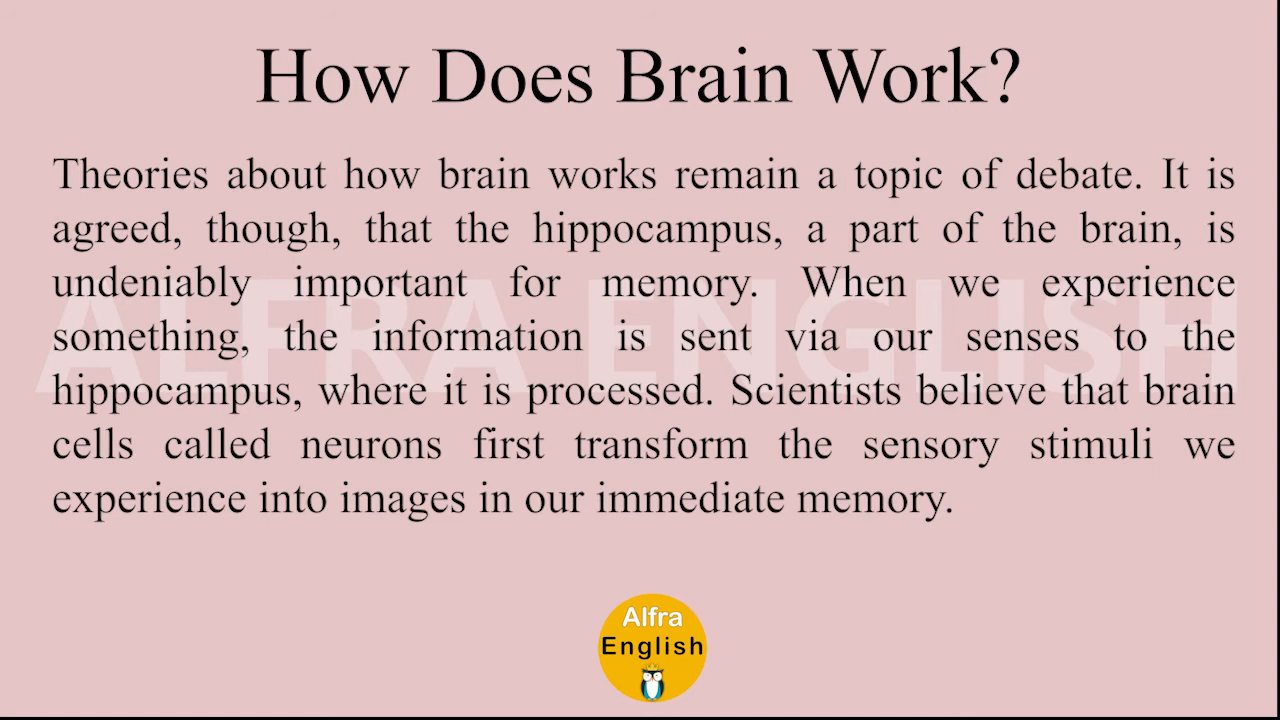 How Does Brain Work?
Theories about how brain works remain a topic of debate. It is
agreed, though, that the hippocampus, a part of the brain, is
undeniably important for memory. When we experience
something, the information is sent via our senses to the
hippocampus, where it is processed. Scientists believe that brain
cells called neurons first transform the sensory stimuli we
experience into images in our immediate memory.
ALFRA ENGLISH
Alfra
English